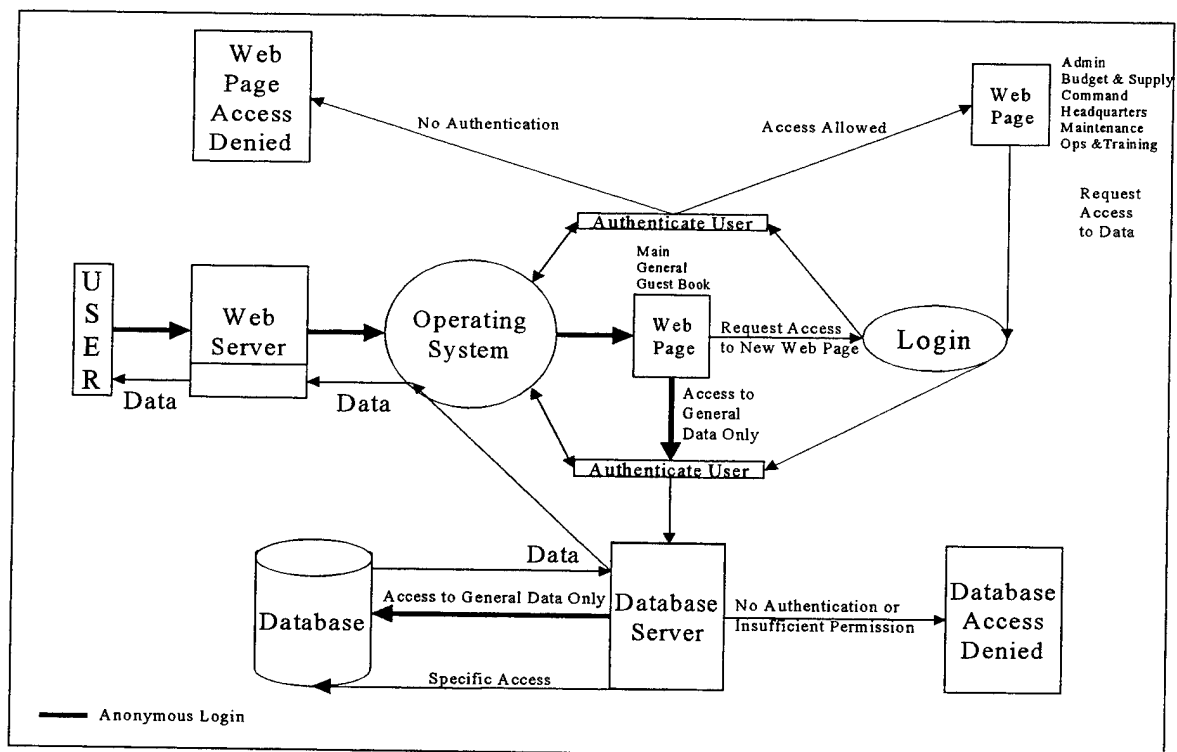 Web
Page
Access
Denied
No Authentication
Access Allowed
Web
Page
Admin
Budget & Supply
Command
Headquarters
Maintenance
Ops &Training
Request
Access
to Data
Authenticate User
Main
General
Guest Book
U
S
E
R
Web
Server
Operating
System
Web
Page
Request Access
to New Web Page
Login
Data
Data
Access to
General
Data Only
Authenticate User
Data
Access to General Data Only
Database
Specific Access
Database
Server
No Authentication or
Insufficient Permission
Database
Access
Denied
Anonymous Login